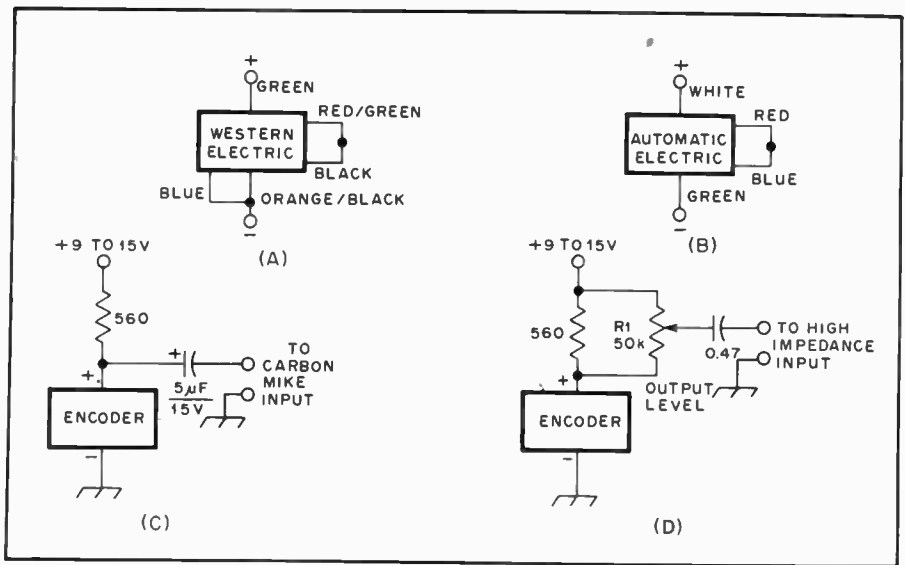 +
GREEN
WESTERN
ELECTRIC
RED/GREEN
BLACK
BLUE
ORANGE/BLACK
-
(A)
+
WHITE
AUTOMATIC
ELECTRIC
RED
BLUE
GREEN
-
(B)
+9 TO 15V
560
+
+
5µF
15V
TO
CARBON
MIKE
INPUT
ENCODER
-
(C)
+9 TO 15V
560
R1
50k
0.47
TO HIGH
IMPEDANCE
INPUT
+
OUTPUT
LEVEL
ENCODER
-
(D)